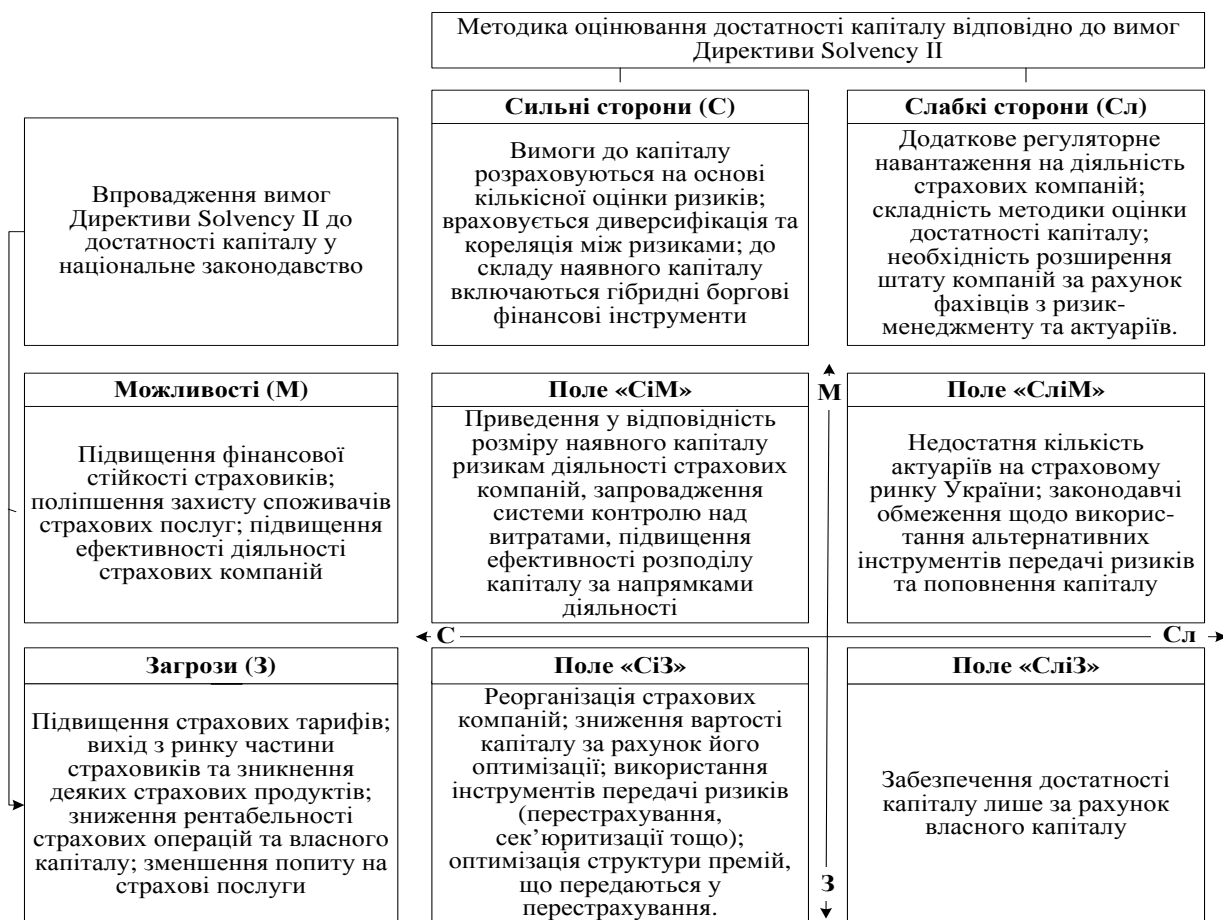 Методика оцінювання достатності капіталу відповідно до вимог
Директиви Solvency II
Впровадження вимог
Директиви Solvency II до
достатності капіталу у
національне законодавство
Сильні сторони (С)
Вимоги до капіталу
розраховуються на основі
кількісної оцінки ризиків;
враховується диверсифікація та
кореляція між ризиками; до
складу наявного капіталу
включаються гібридні боргові
фінансові інструменти
Слабкі сторони (Сл)
Додаткове регуляторне
навантаження на діяльність
страхових компаній;
складність методики оцінки
достатності капіталу;
необхідність розширення
штату компаній за рахунок
фахівців з ризик-
менеджменту та актуаріїв.
Можливості (М)
Підвищення фінансової
стійкості страховиків;
поліпшення захисту споживачів
страхових послуг; підвищення
ефективності діяльності
страхових компаній
Поле «СіМ»
Приведення у відповідність
розміру наявного капіталу
ризикам діяльності страхових
компаній, запровадження
системи контролю над
витратами, підвищення
ефективності розподілу
капіталу за напрямками
діяльності
М
Поле «СліМ»
Недостатня кількість
актуаріїв на страховому
ринку України; законодавчі
обмеження щодо викорис-
тання альтернативних
інструментів передачі ризиків
та поповнення капіталу
С
Сл
Загрози (З)
Підвищення страхових тарифів;
вихід з ринку частини
страховиків та зникнення
деяких страхових продуктів;
зниження рентабельності
страхових операцій та власного
капіталу; зменшення попиту на
страхові послуги
Поле «СіЗ»
Реорганізація страхових
компаній; зниження вартості
капіталу за рахунок його
оптимізації; використання
інструментів передачі ризиків
(перестрахування,
сек’юритизації тощо);
оптимізація структури премій,
що передаються у
перестрахування.
З
Поле «СліЗ»
Забезпечення достатності
капіталу лише за рахунок
власного капіталу